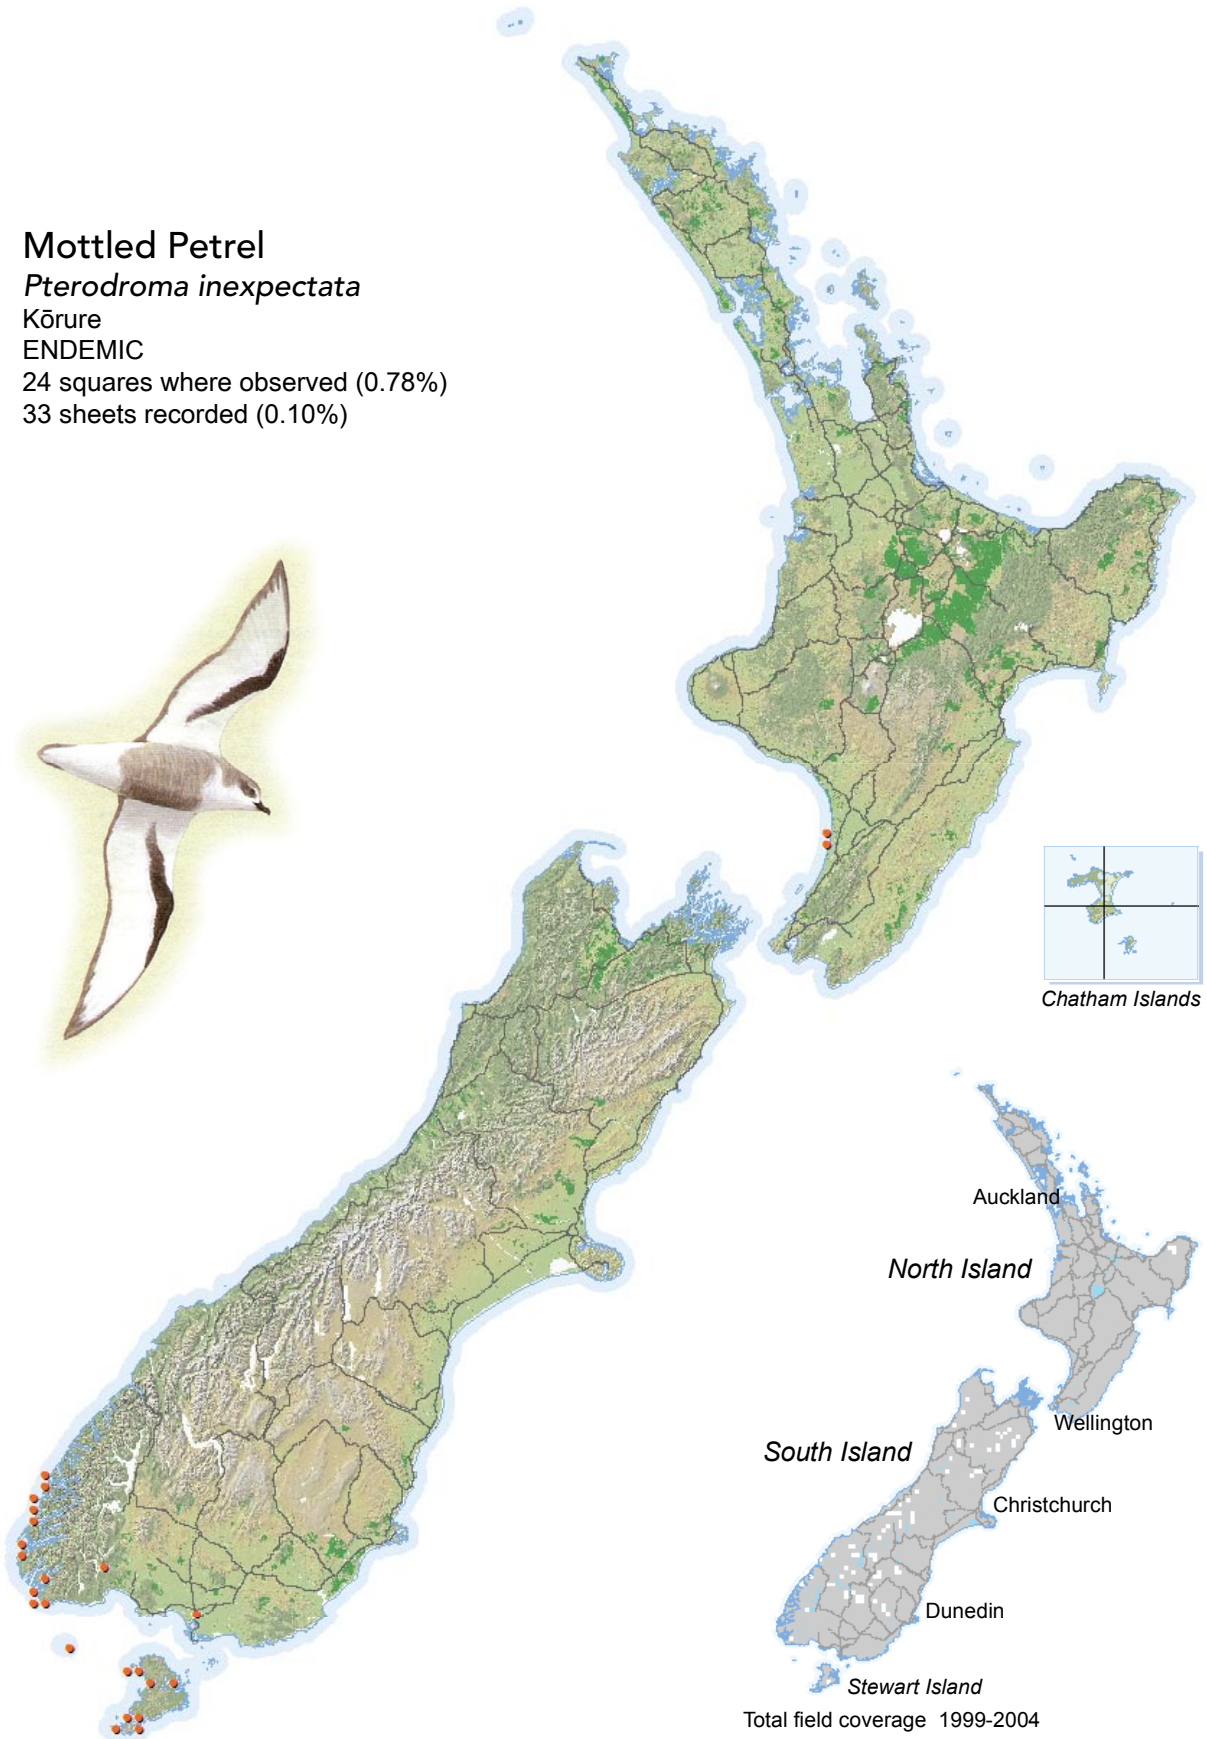 Mottled Petrel
Pterodroma inexpectata
Kōrure
ENDEMIC
24 squares where observed (0.78%)
33 sheets recorded (0.10%)
Chatham Islands
Auckland
North Island
Wellington
South Island
Christchurch
Dunedin
Stewart Island
Total field coverage 1999-2004